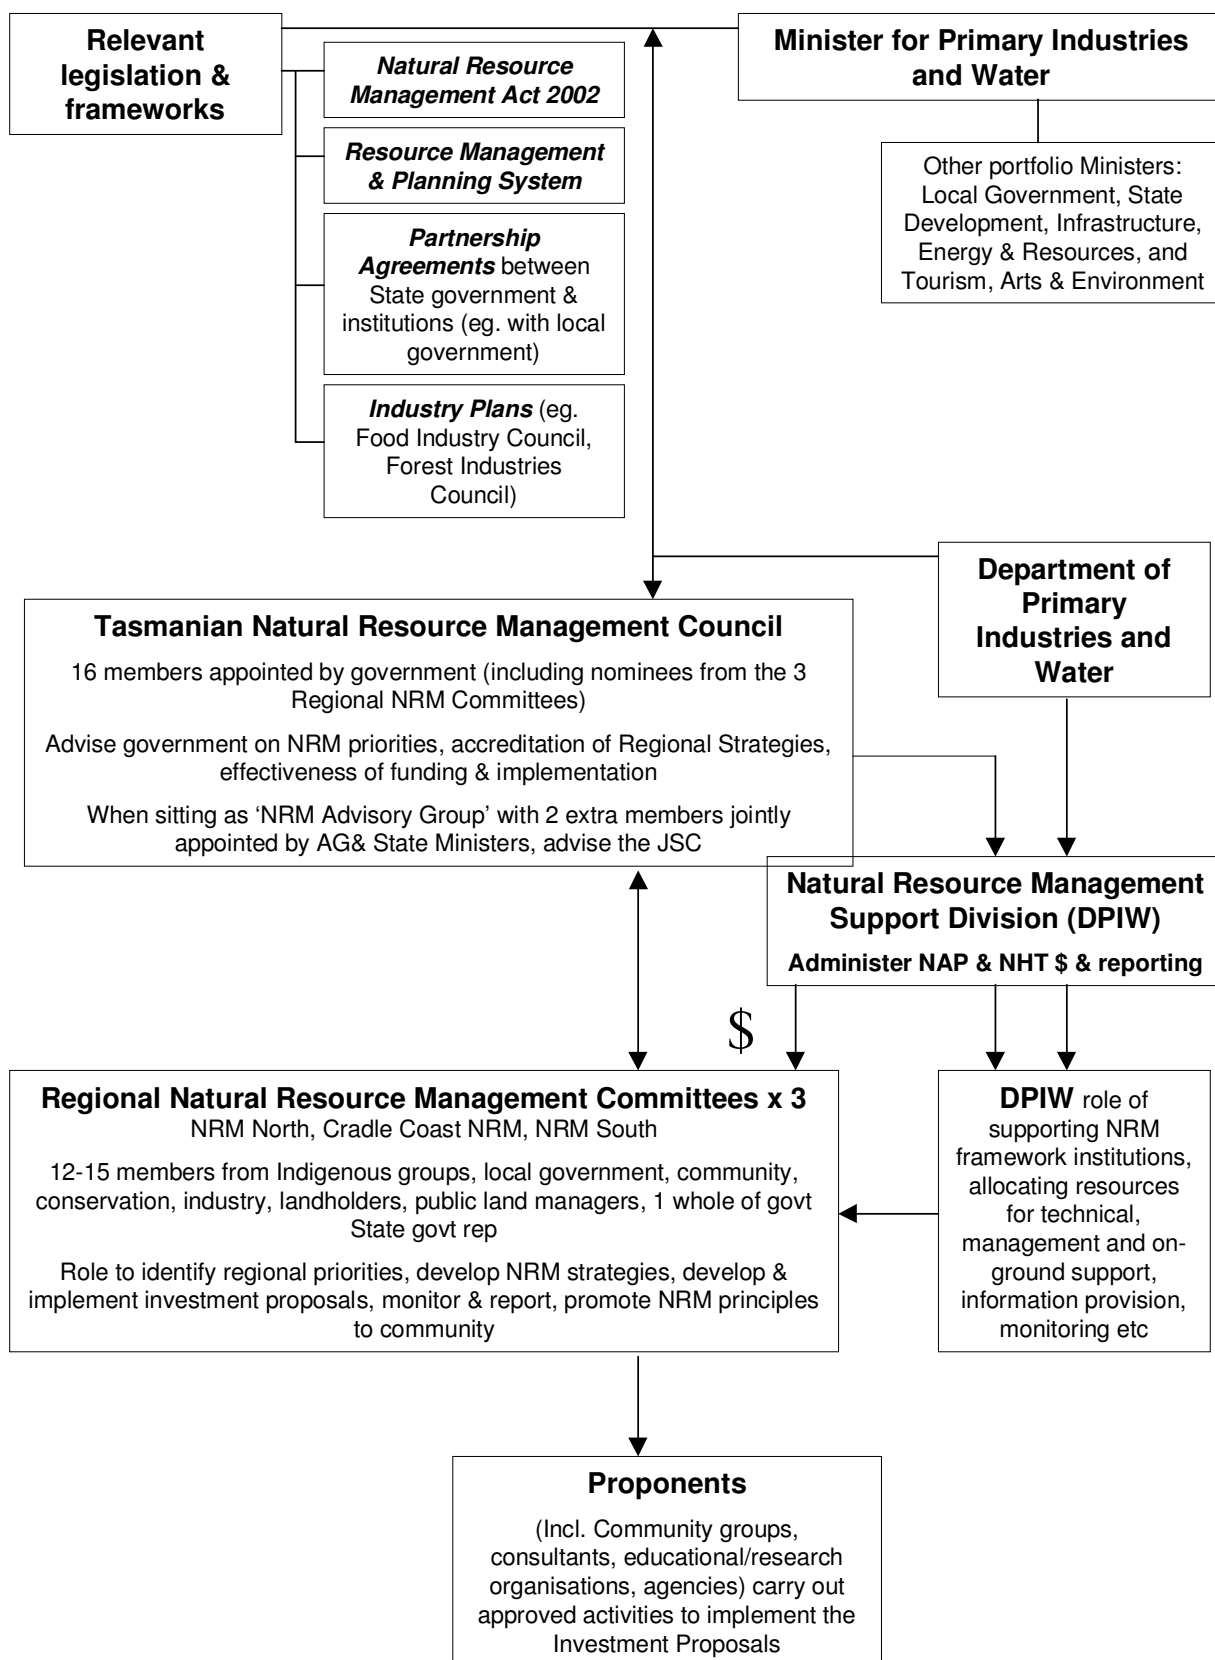 Relevant
legislation &
frameworks
Natural Resource
Management Act 2002
Resource Management
& Planning System
Partnership
Agreements between
State government &
institutions (eg. with local
government)
Industry Plans (eg.
Food Industry Council,
Forest Industries
Council)
Minister for Primary Industries
and Water
Other portfolio Ministers:
Local Government, State
Development, Infrastructure,
Energy & Resources, and
Tourism, Arts & Environment
Department of
Primary
Industries and
Water
Tasmanian Natural Resource Management Council
16 members appointed by government (including nominees from the 3
Regional NRM Committees)
Advise government on NRM priorities, accreditation of Regional Strategies,
effectiveness of funding & implementation
When sitting as ‘NRM Advisory Group’ with 2 extra members jointly
appointed by AG& State Ministers, advise the JSC
Natural Resource Management
Support Division (DPIW)
Administer NAP & NHT $ & reporting
$
Regional Natural Resource Management Committees x 3
NRM North, Cradle Coast NRM, NRM South
12-15 members from Indigenous groups, local government, community,
conservation, industry, landholders, public land managers, 1 whole of govt
State govt rep
Role to identify regional priorities, develop NRM strategies, develop &
implement investment proposals, monitor & report, promote NRM principles
to community
DPIW role of
supporting NRM
framework institutions,
allocating resources
for technical,
management and on-
ground support,
information provision,
monitoring etc
Proponents
(Incl. Community groups,
consultants, educational/research
organisations, agencies) carry out
approved activities to implement the
Investment Proposals